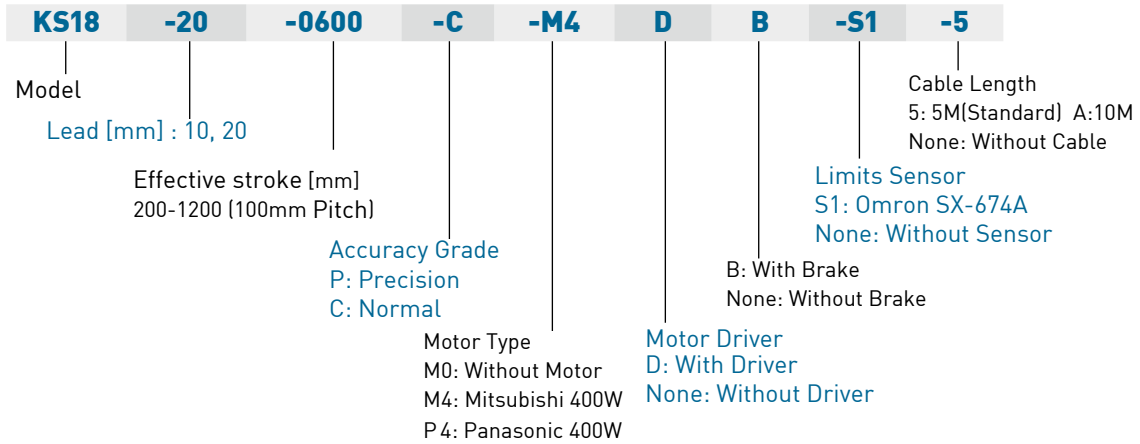 KS18 -20 -0600 -C -M4 D B -S1 -5
Model
Lead [mm] : 10, 20
Effective stroke [mm]
200-1200 (100mm Pitch)
Accuracy Grade
P: Precision
C: Normal
Motor Type
M0: Without Motor
M4: Mitsubishi 400W
P4: Panasonic 400W
Motor Driver
D: With Driver
None: Without Driver
B: With Brake
None: Without Brake
Limits Sensor
S1: Omron SX-674A
None: Without Sensor
Cable Length
5: 5M(Standard) A:10M
None: Without Cable